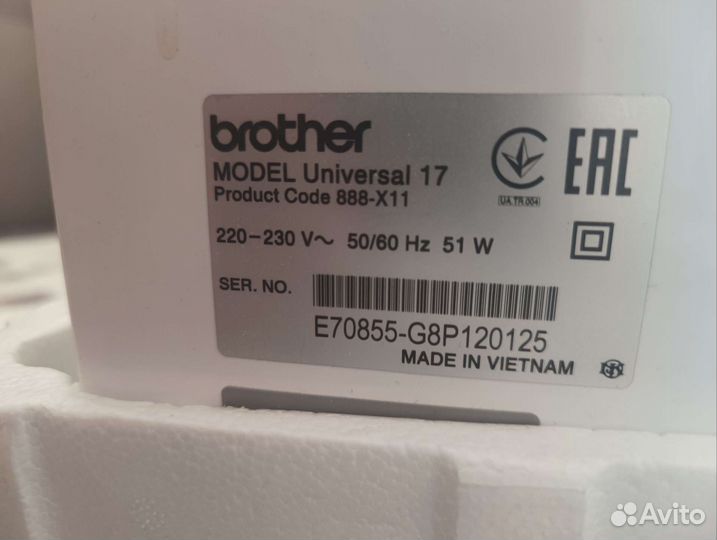 brother
MODEL Universal 17
Product Code 888-X11
UA.TR.004
EAC
220-230 V~ 50/60 Hz 51 W
SER. NO.
E70855-G8P120125
MADE IN VIETNAM
Avito